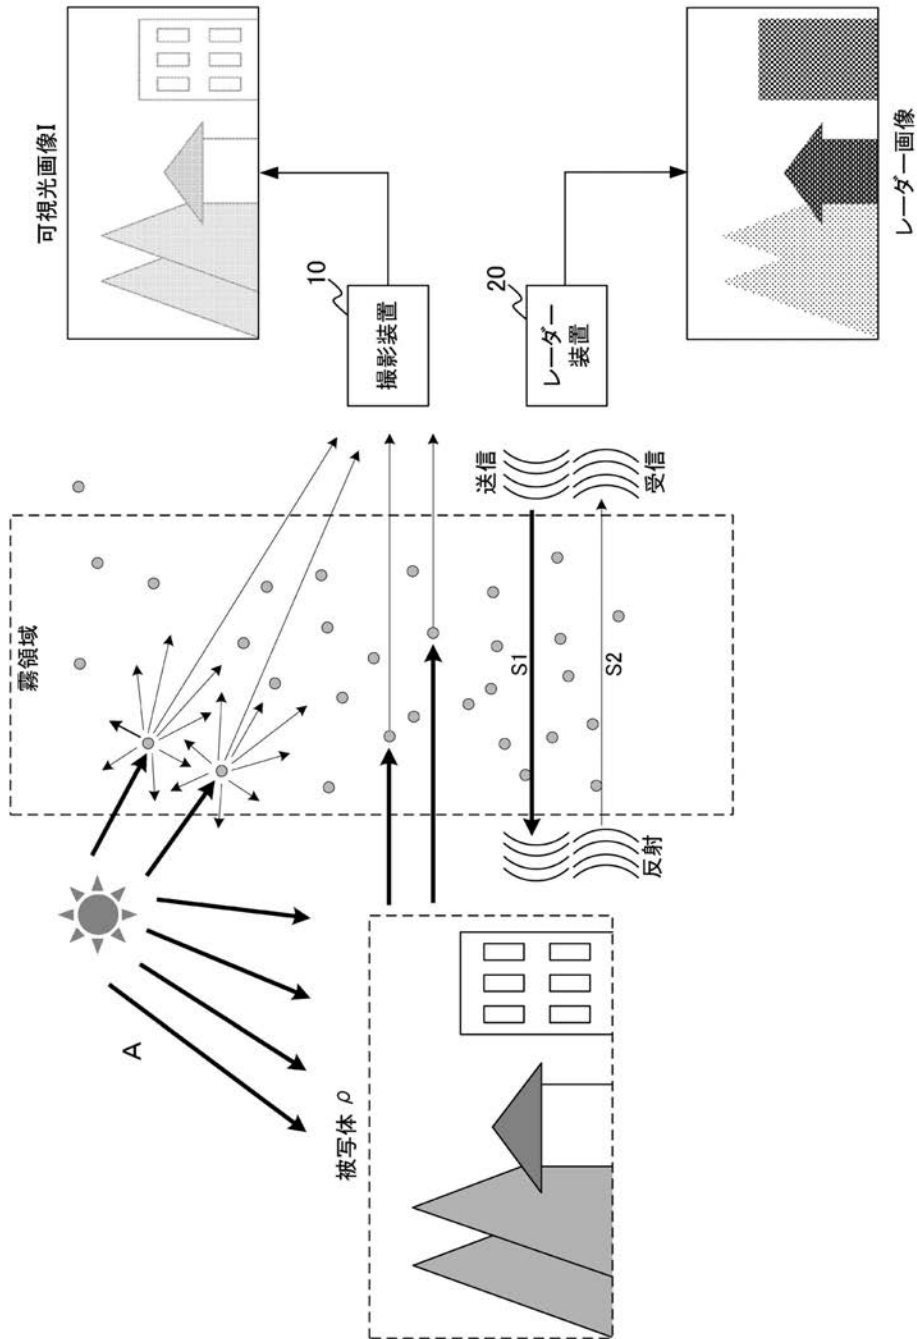 A
被写体 ρ
霧領域
S1
S2
反射
送信
受信
10
撮影装置
20
レーダー
装置
可視光画像I
レーダー画像